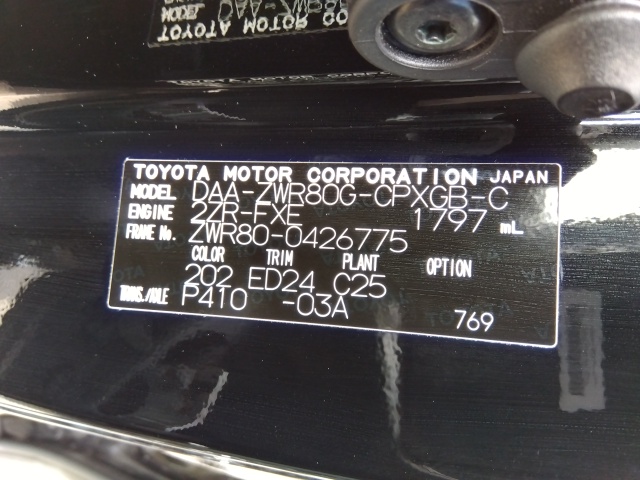 TOYOTA MOTOR CORPORATION JAPAN
MODEL DAA-ZWR80G-CPXGB-C
ENGINE 2ZR-FXE 1797 mL
FRAME No. ZWR80-0426775
COLOR TRIM PLANT OPTION
202 ED24 C25
TRANS./AXLE P410 -03A 769